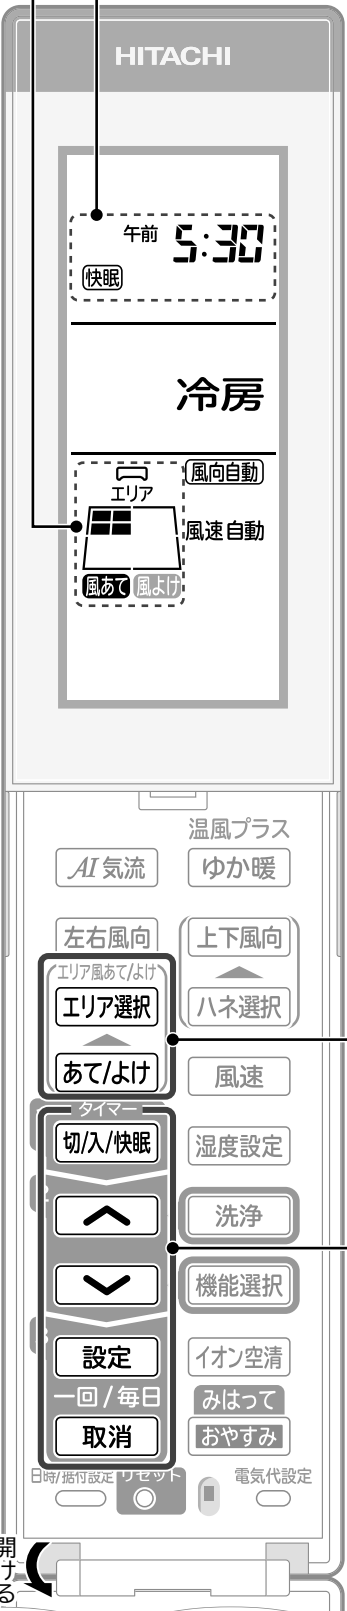 HITACHI
午前 5:30
快眠
冷房
エリア
風向自動
風速自動
風あて 風よけ
温風プラス
AI 気流
ゆか暖
左右風向
上下風向
エリア風あて/よけ
エリア選択
ハネ選択
あて/よけ
風速
タイマー
切/入/快眠
湿度設定
洗浄
機能選択
設定
イオン空清
一回/毎日
みはって
取消
おやすみ
日時/据付設定
リセット
電気代設定
開ける